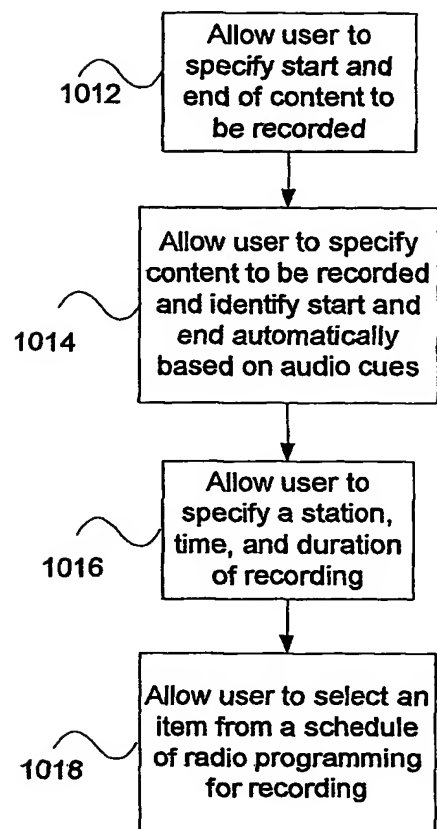 Allow user to
specify start and
end of content to
be recorded
1012
Allow user to specify
content to be recorded
and identify start and
end automatically
based on audio cues
1014
Allow user to
specify a station,
time, and duration
of recording
1016
Allow user to select an
item from a schedule
of radio programming
for recording
1018